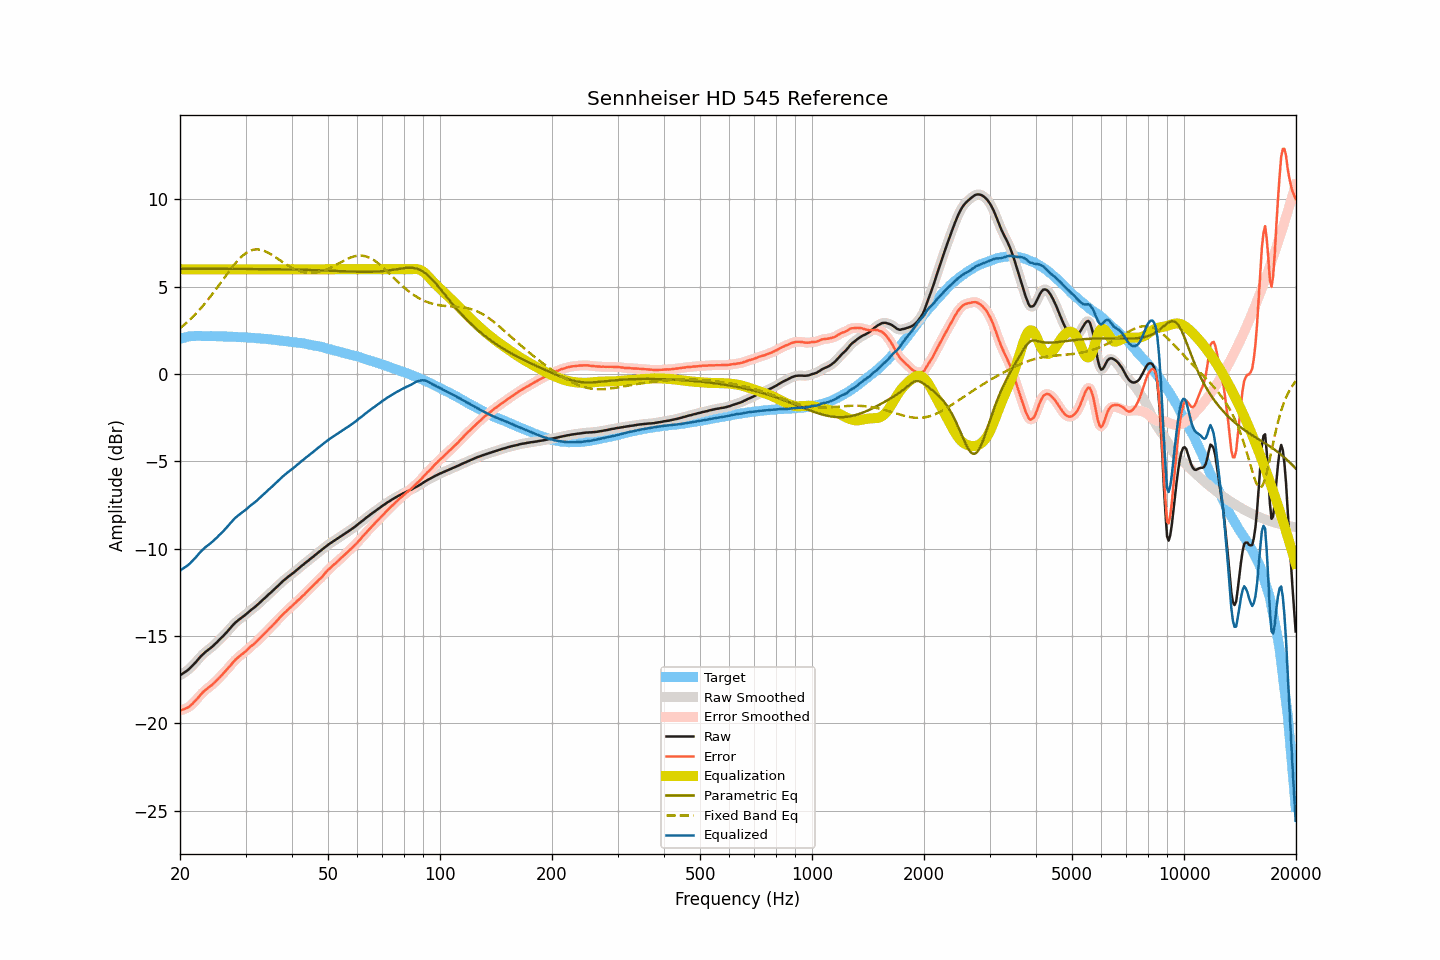 Sennheiser HD 545 Reference
Amplitude (dBr)
10
5
0
−5
−10
−15
−20
−25
Target
Raw Smoothed
Error Smoothed
Raw
Error
Equalization
Parametric Eq
Fixed Band Eq
Equalized
20 50 100 200 500 1000 2000 5000 10000 20000
Frequency (Hz)